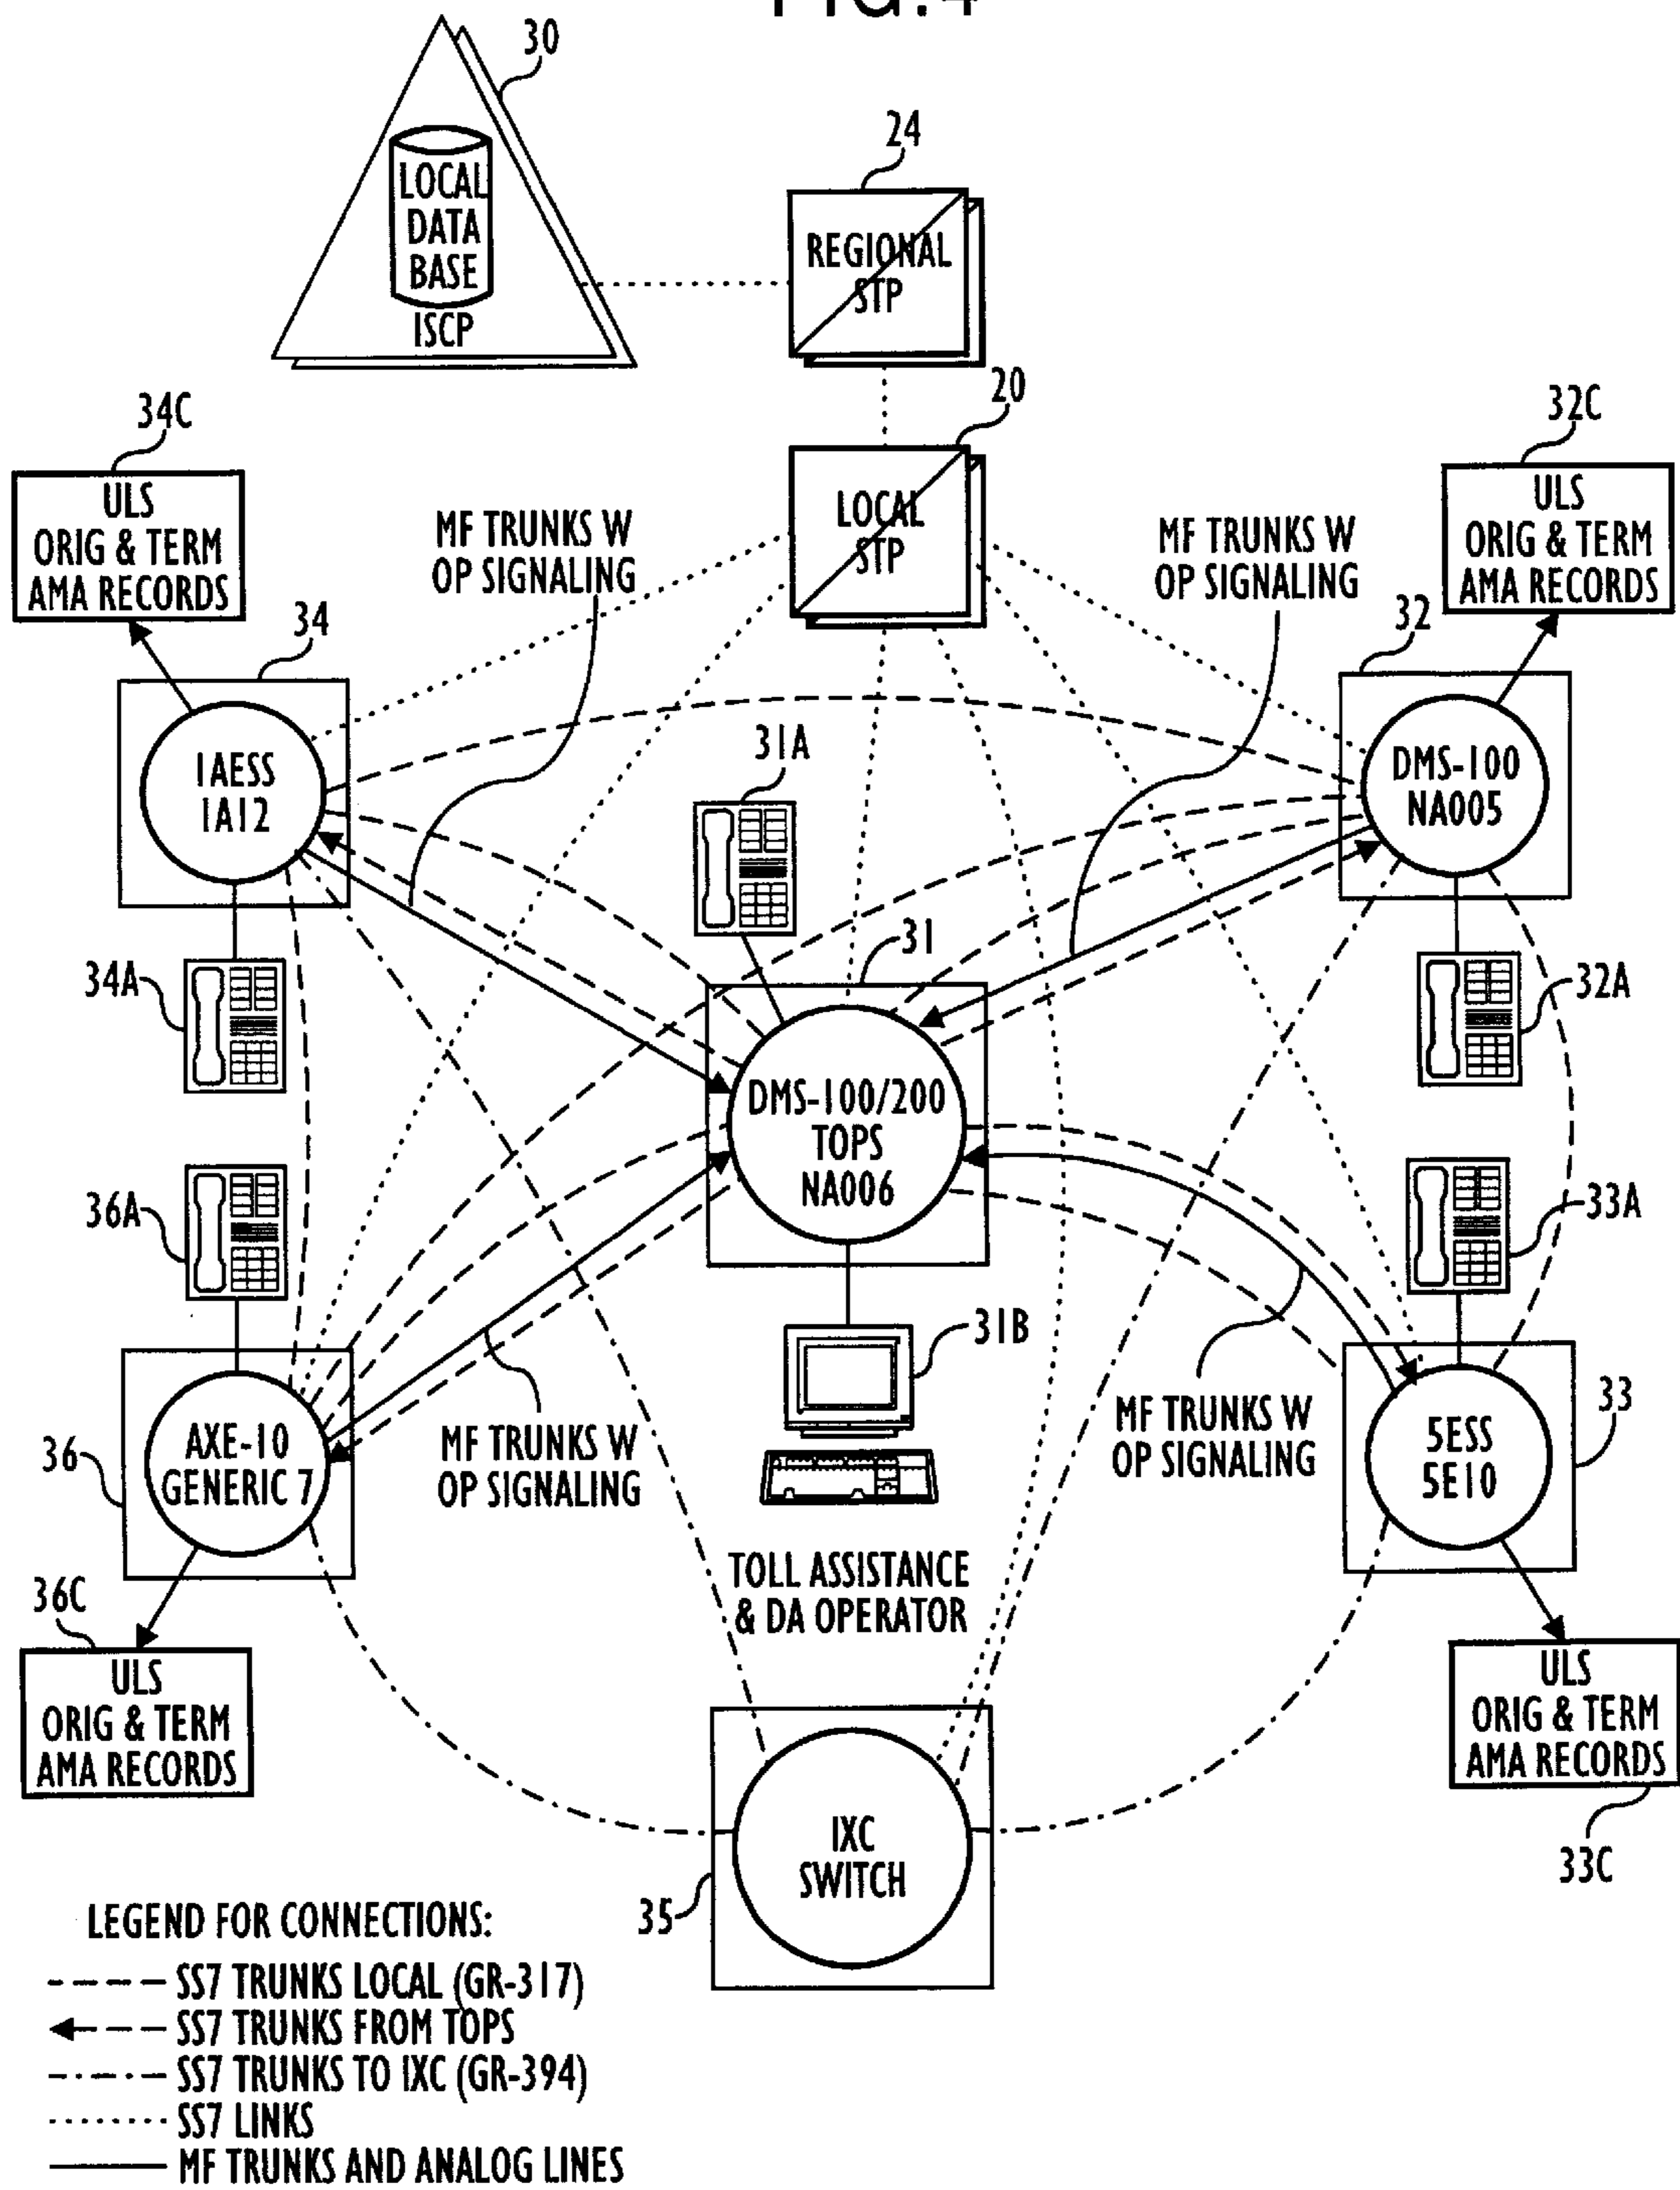 FIG.4
30
24
LOCAL
DATA
BASE
ISCP
REGIONAL
STP
20
34C
32C
ULS
ORIG & TERM
AMA RECORDS
MF TRUNKS W
OP SIGNALING
LOCAL
STP
MF TRUNKS W
OP SIGNALING
ULS
ORIG & TERM
AMA RECORDS
34
32
1AESS
1A12
31A
DMS-100
NA005
31
34A
32A
DMS-100/200
TOPS
NA006
36A
33A
31B
AXE-10
GENERIC 7
36
MF TRUNKS W
OP SIGNALING
MF TRUNKS W
OP SIGNALING
5ESS
5E10
33
TOLL ASSISTANCE
& DA OPERATOR
36C
ULS
ORIG & TERM
AMA RECORDS
ULS
ORIG & TERM
AMA RECORDS
33C
IXC
SWITCH
35
LEGEND FOR CONNECTIONS:
SS7 TRUNKS LOCAL (GR-317)
SS7 TRUNKS FROM TOPS
SS7 TRUNKS TO IXC (GR-394)
SS7 LINKS
MF TRUNKS AND ANALOG LINES